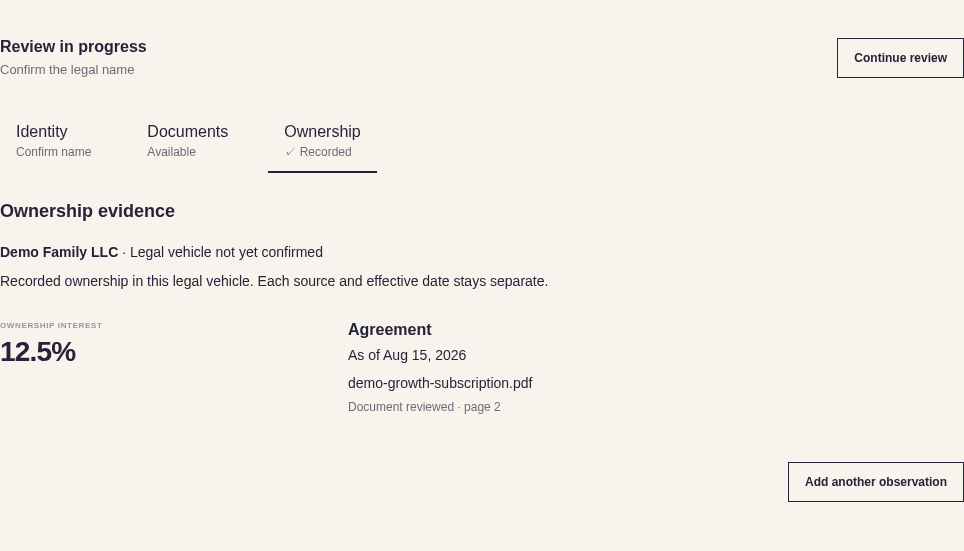 Review in progress
Confirm the legal name
Continue review
Identity
Confirm name
Documents
Available
Ownership
✓ Recorded
Ownership evidence
Demo Family LLC · Legal vehicle not yet confirmed
Recorded ownership in this legal vehicle. Each source and effective date stays separate.
OWNERSHIP INTEREST
12.5%
Agreement
As of Aug 15, 2026
demo-growth-subscription.pdf
Document reviewed · page 2
Add another observation